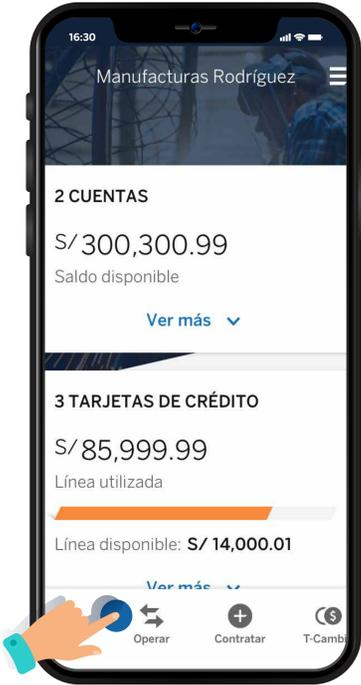 16:30
Manufacturas Rodríguez
2 CUENTAS
S/ 300,300.99
Saldo disponible
Ver más
3 TARJETAS DE CRÉDITO
S/ 85,999.99
Línea utilizada
Línea disponible: S/ 14,000.01
Ver más
Operar Contratar T-Cambi